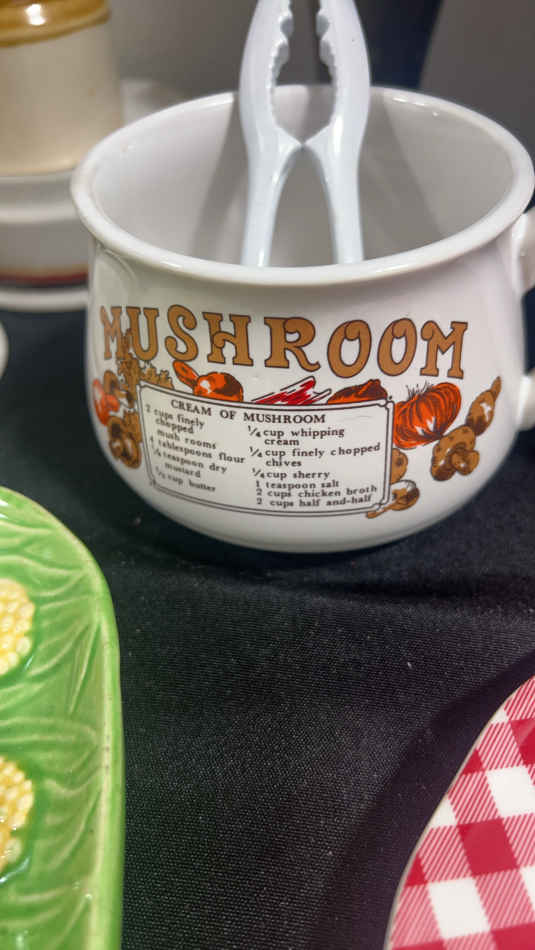 MUSHROOM
CREAM OF MUSHROOM
2 cups finely
chopped
mush rooms
4 tablespoons flour
1/4 teaspoon dry
mustard
1/2 cup butter
1/4 cup whipping
cream
1/4 cup finely chopped
chives
1/4 cup sherry
1 teaspoon salt
2 cups chicken broth
2 cups half and-half